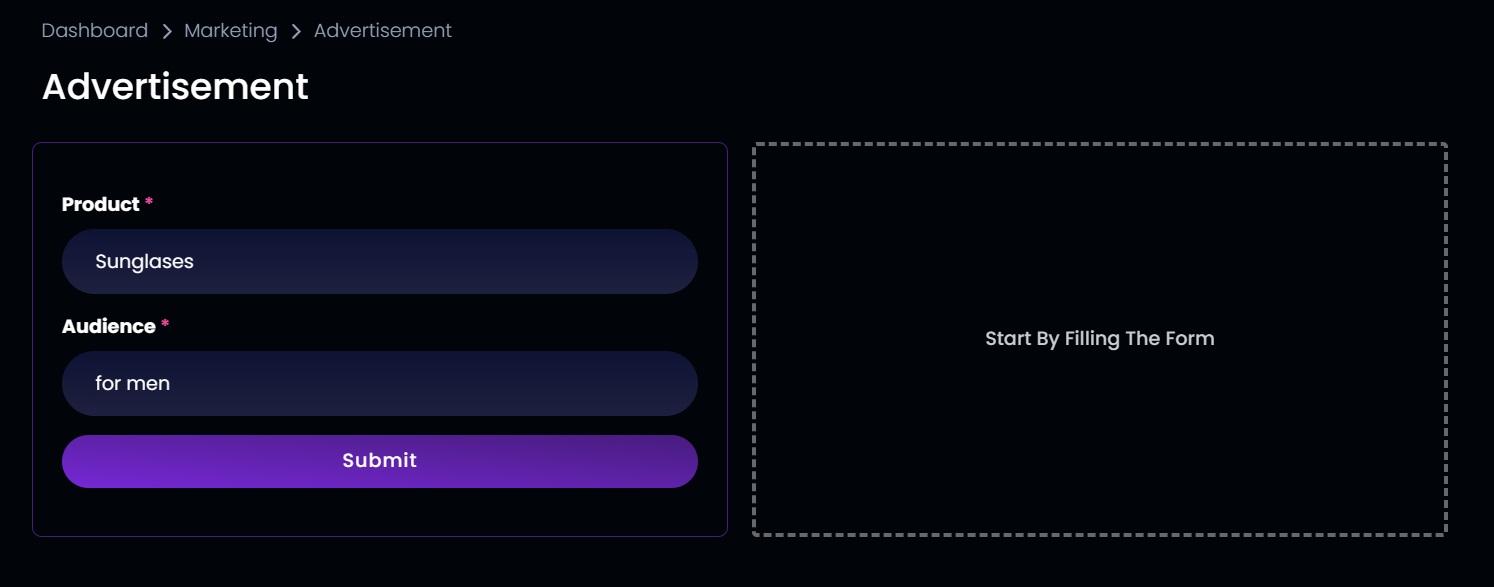 Dashboard > Marketing > Advertisement
Advertisement
Product *
Sunglases
Audience *
for men
Submit
Start By Filling The Form